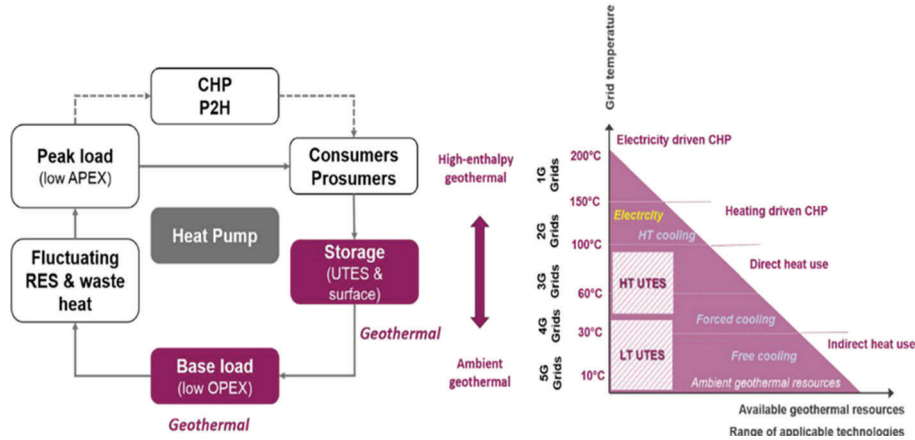 CHP
P2H
Peak load
(low APEX)
Consumers
Prosumers
Heat Pump
Fluctuating
RES & waste
heat
Storage
(UTES &
surface)
Geothermal
Base load
(low OPEX)
Geothermal
High-enthalpy
geothermal
Ambient
geothermal
Grid temperature
1G
Grids
2G
Grids
3G
Grids
4G
Grids
5G
Grids
200°C
150°C
100°C
60°C
30°C
10°C
Electricity driven CHP
Heating driven CHP
Direct heat use
Indirect heat use
Electrcity
HT cooling
HT UTES
Forced cooling
LT UTES
Free cooling
Ambient geothermal resources
Available geothermal resources
Range of applicable technologies